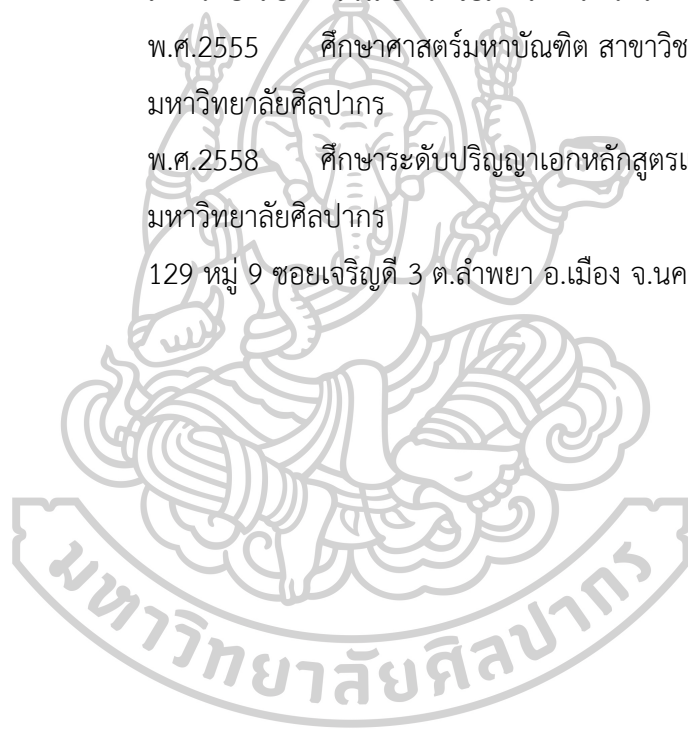 พ.ศ.2555 ศึกษาศาสตร์มหาบัณฑิต สาขาวิช
มหาวิทยาลัยศิลปากร
พ.ศ.2558 ศึกษาระดับปริญญาเอกหลักสูตรเ
มหาวิทยาลัยศิลปากร
129 หมู่ 9 ซอยเจริญดี 3 ต.ลำพยา อ.เมือง จ.นค
มหาวิทยาลัยศิลปากร